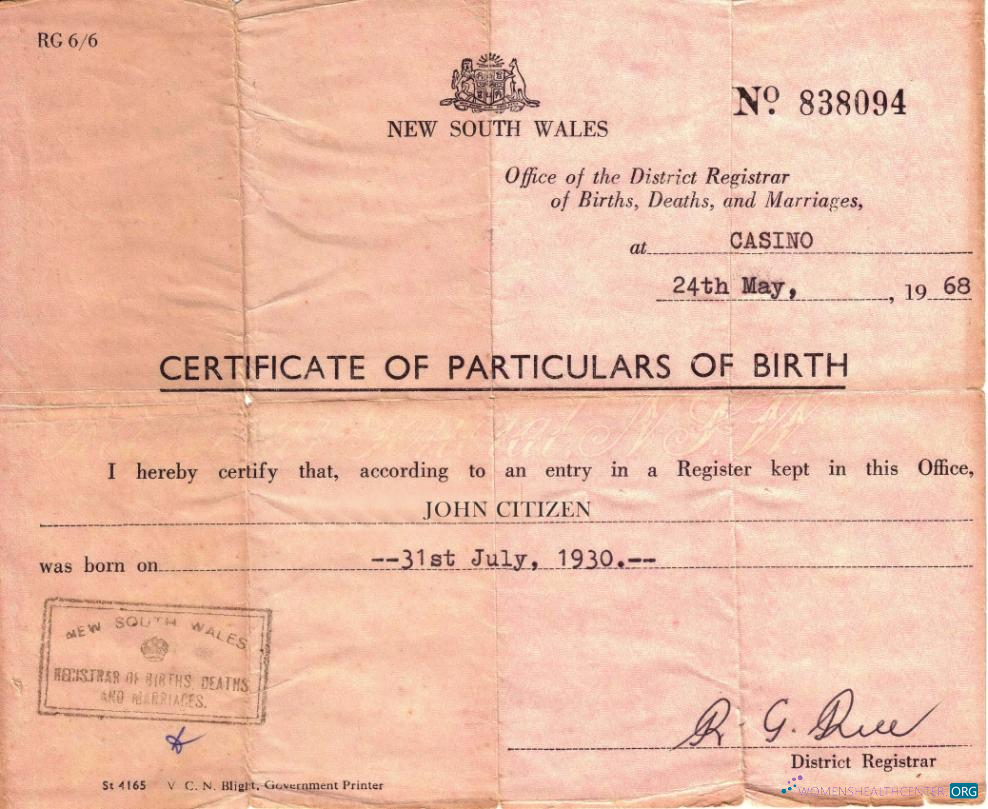 RG 6/6
Nº 838094
NEW SOUTH WALES
Office of the District Registrar
of Births, Deaths, and Marriages,
at CASINO
24th May, , 19 68
CERTIFICATE OF PARTICULARS OF BIRTH
I hereby certify that, according to an entry in a Register kept in this Office,
JOHN CITIZEN
was born on --31st July, 1930.--
NEW SOUTH WALES
REGISTRAR OF BIRTHS, DEATHS
AND MARRIAGES.
R. G. Rice
District Registrar
St 4165 V C. N. Blight, Government Printer
WOMENSHEALTHCENTER ORG